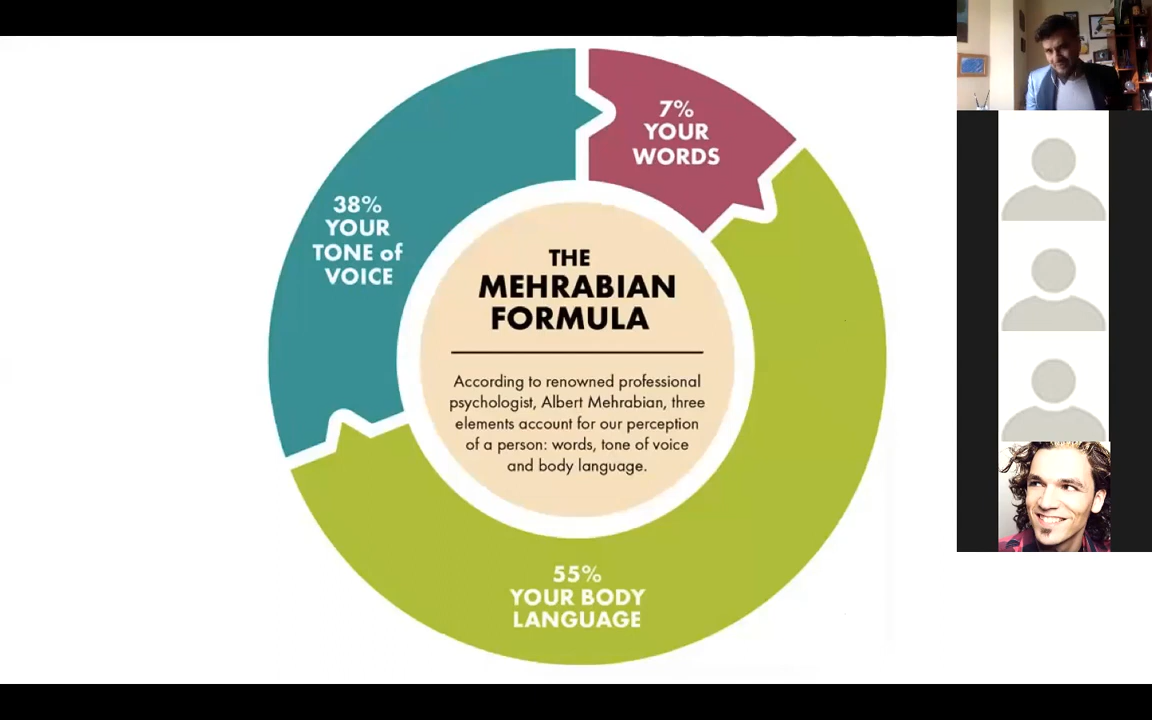 7%
YOUR
WORDS
38%
YOUR
TONE of
VOICE
THE
MEHRABIAN
FORMULA
According to renowned professional
psychologist, Albert Mehrabian, three
elements account for our perception
of a person: words, tone of voice
and body language.
55%
YOUR BODY
LANGUAGE